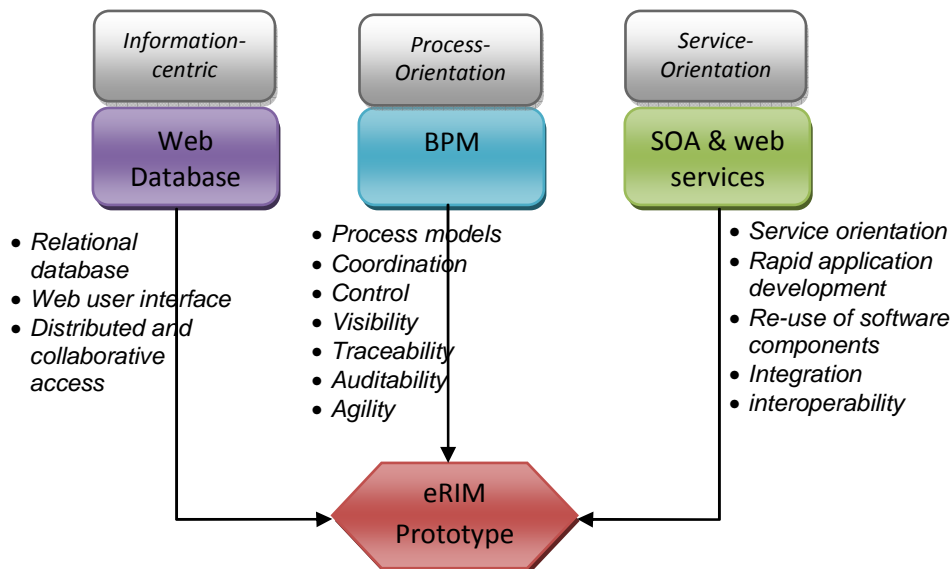 Information-
centric
Web
Database
• Relational
database
• Web user interface
• Distributed and
collaborative
access
Process-
Orientation
BPM
• Process models
• Coordination
• Control
• Visibility
• Traceability
• Auditability
• Agility
Service-
Orientation
SOA & web
services
• Service orientation
• Rapid application
development
• Re-use of software
components
• Integration
• interoperability
eRIM
Prototype